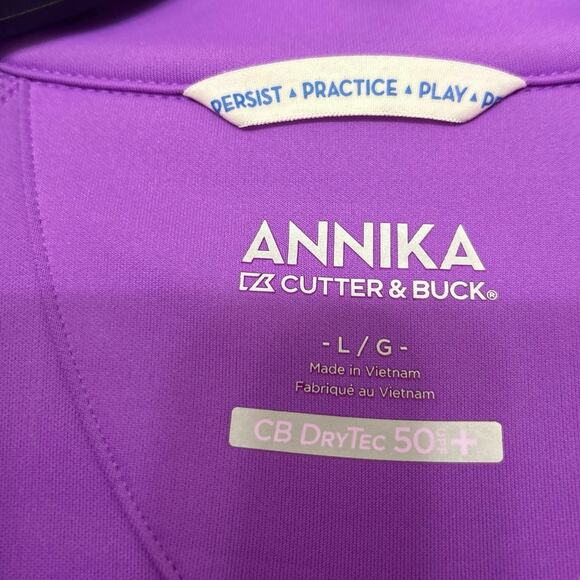 PERSIST ▲ PRACTICE ▲ PLAY ▲
ANNIKA
CUTTER & BUCK®
- L / G -
Made in Vietnam
Fabriqué au Vietnam
CB DRYTEC 50 UPF +